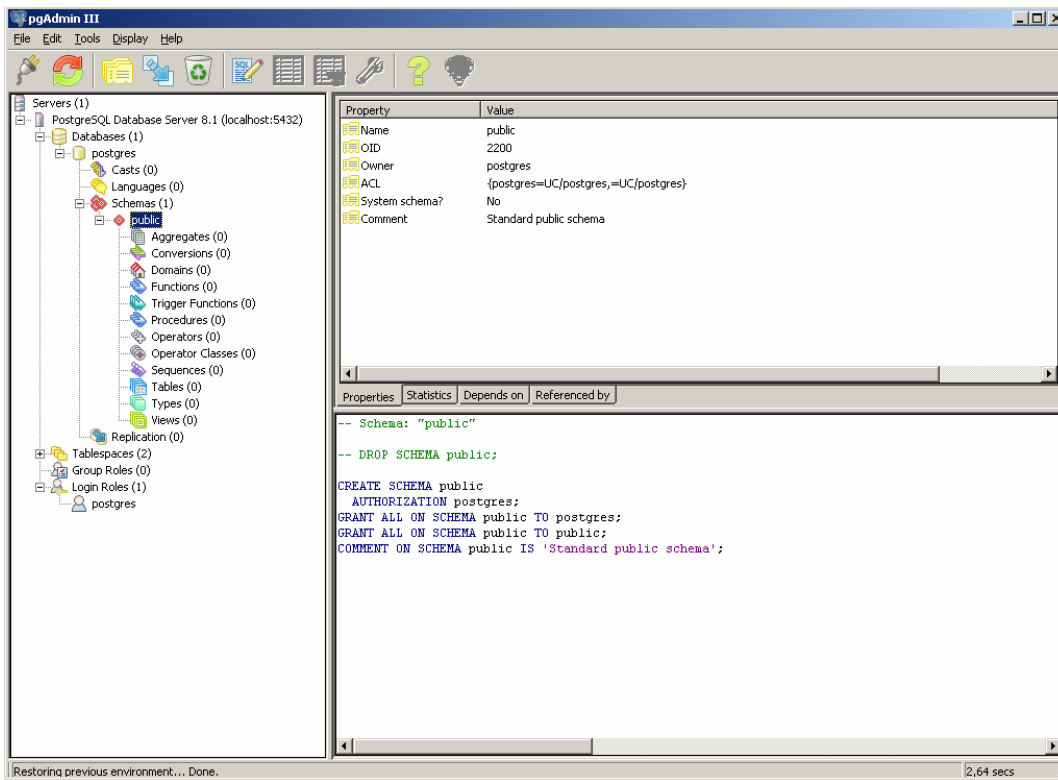 pgAdmin III
File Edit Tools Display Help
Servers (1)
PostgreSQL Database Server 8.1 (localhost:5432)
Databases (1)
postgres
Casts (0)
Languages (0)
Schemas (1)
public
Aggregates (0)
Conversions (0)
Domains (0)
Functions (0)
Trigger Functions (0)
Procedures (0)
Operators (0)
Operator Classes (0)
Sequences (0)
Tables (0)
Types (0)
Views (0)
Replication (0)
Tablespaces (2)
Group Roles (0)
Login Roles (1)
postgres
Property Value
Name public
OID 2200
Owner postgres
ACL {postgres=UC/postgres,=UC/postgres}
System schema? No
Comment Standard public schema
Properties Statistics Depends on Referenced by
-- Schema: "public"
-- DROP SCHEMA public;
CREATE SCHEMA public
AUTHORIZATION postgres;
GRANT ALL ON SCHEMA public TO postgres;
GRANT ALL ON SCHEMA public TO public;
COMMENT ON SCHEMA public IS 'Standard public schema';
Restoring previous environment... Done. 2,64 secs